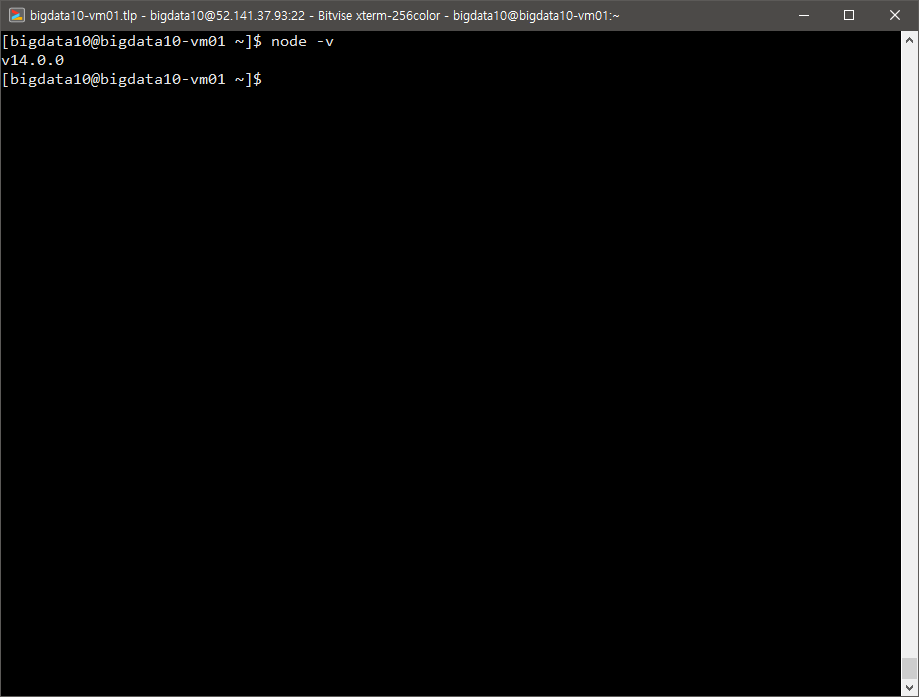 bigdata10-vm01.tlp - bigdata10@52.141.37.93:22 - Bitvise xterm-256color - bigdata10@bigdata10-vm01:~
[bigdata10@bigdata10-vm01 ~]$ node -v
v14.0.0
[bigdata10@bigdata10-vm01 ~]$